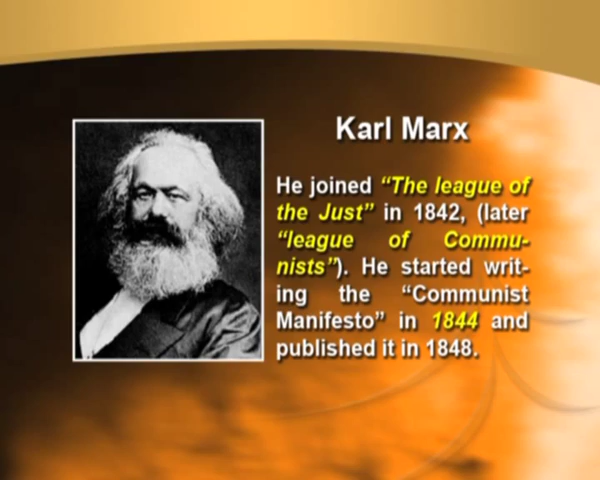 Karl Marx
He joined “The league of
the Just” in 1842, (later
“league of Commu-
nists”). He started writ-
ing the “Communist
Manifesto” in 1844 and
published it in 1848.